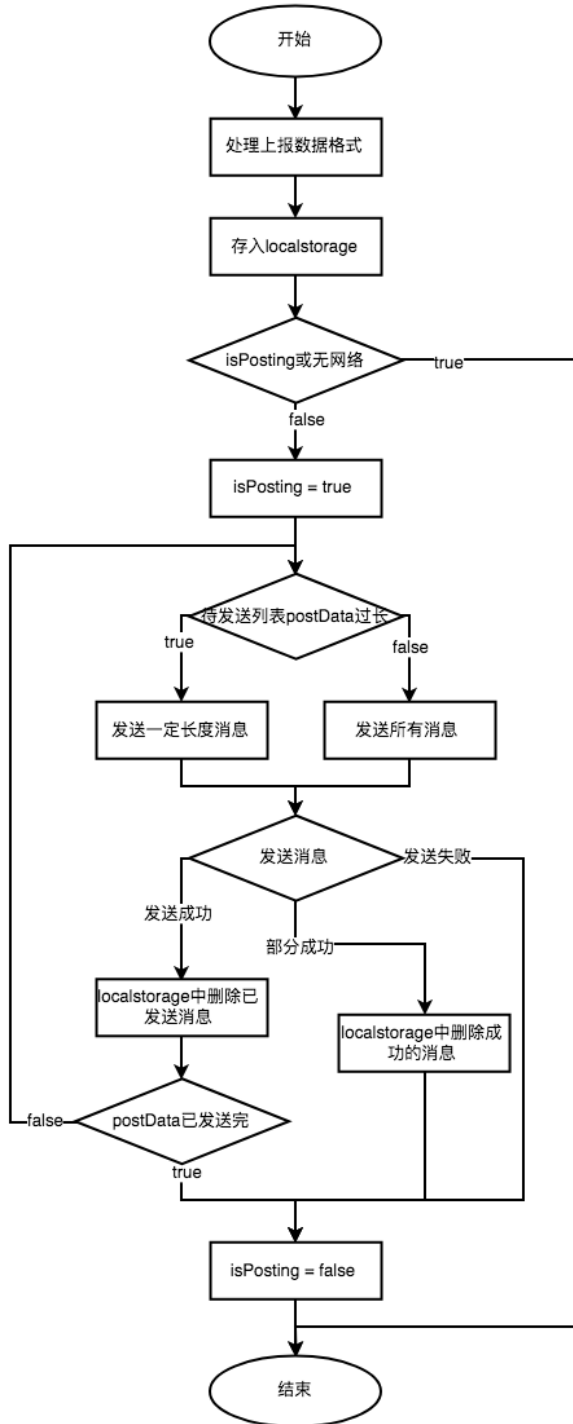 开始
处理上报数据格式
存入localstorage
isPosting或无网络
true
false
isPosting = true
待发送列表postData过长
true
false
发送一定长度消息
发送所有消息
发送消息
发送失败
发送成功
部分成功
localstorage中删除已
发送消息
localstorage中删除成
功的消息
false
postData已发送完
true
isPosting = false
结束